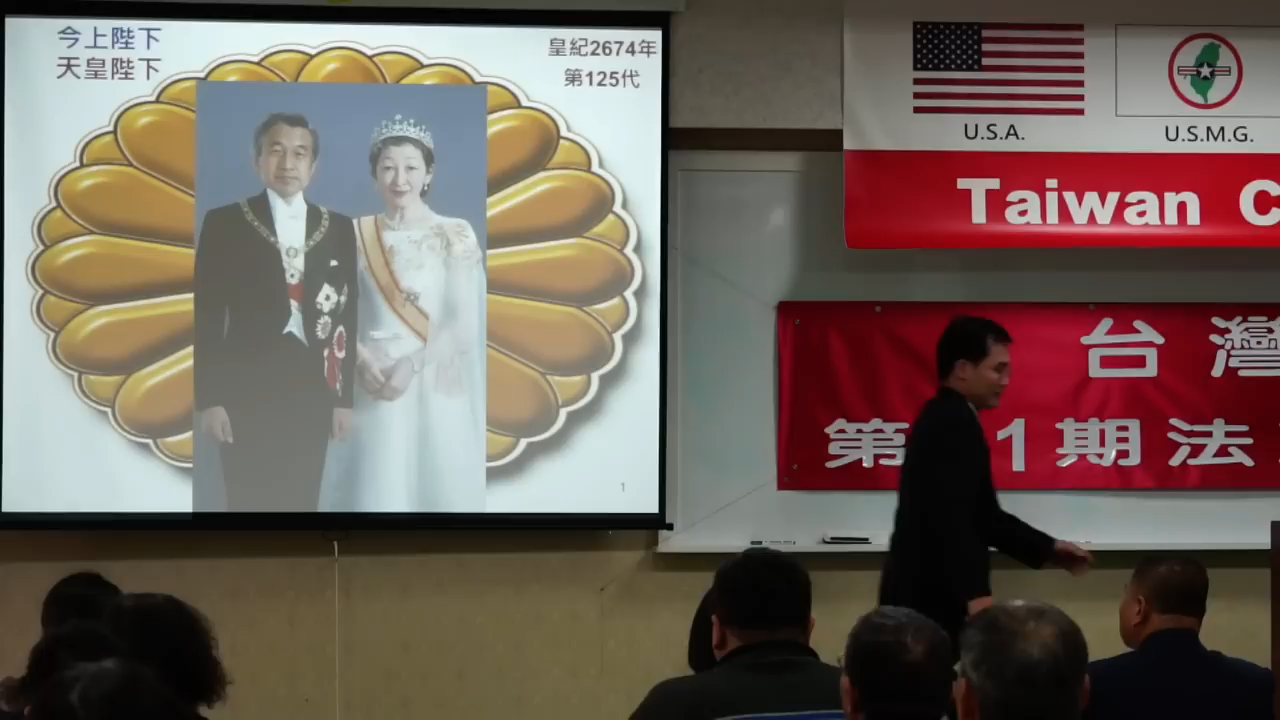 今上陛下
天皇陛下
皇紀2674年
第125代
1
U.S.A.
U.S.M.G.
Taiwan C
台灣
第 1期法